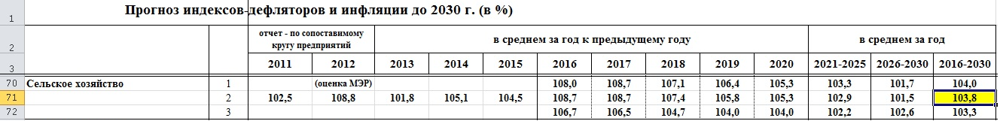 1 Прогноз индексов-дефляторов и инфляции до 2030 г. (в %)
2 отчет - по сопоставимому кругу предприятий в среднем за год к предыдущему году в среднем за год
3 2011 2012 2013 2014 2015 2016 2017 2018 2019 2020 2021-2025 2026-2030 2016-2030
70 Сельское хозяйство 1 (оценка МЭР) 108,0 108,7 107,1 106,4 105,3 103,3 101,7 104,0
71 2 102,5 108,8 101,8 105,1 104,5 108,7 108,7 107,4 105,8 105,3 102,9 101,5 103,8
72 3 106,7 106,5 104,7 104,0 104,0 102,2 102,6 103,3